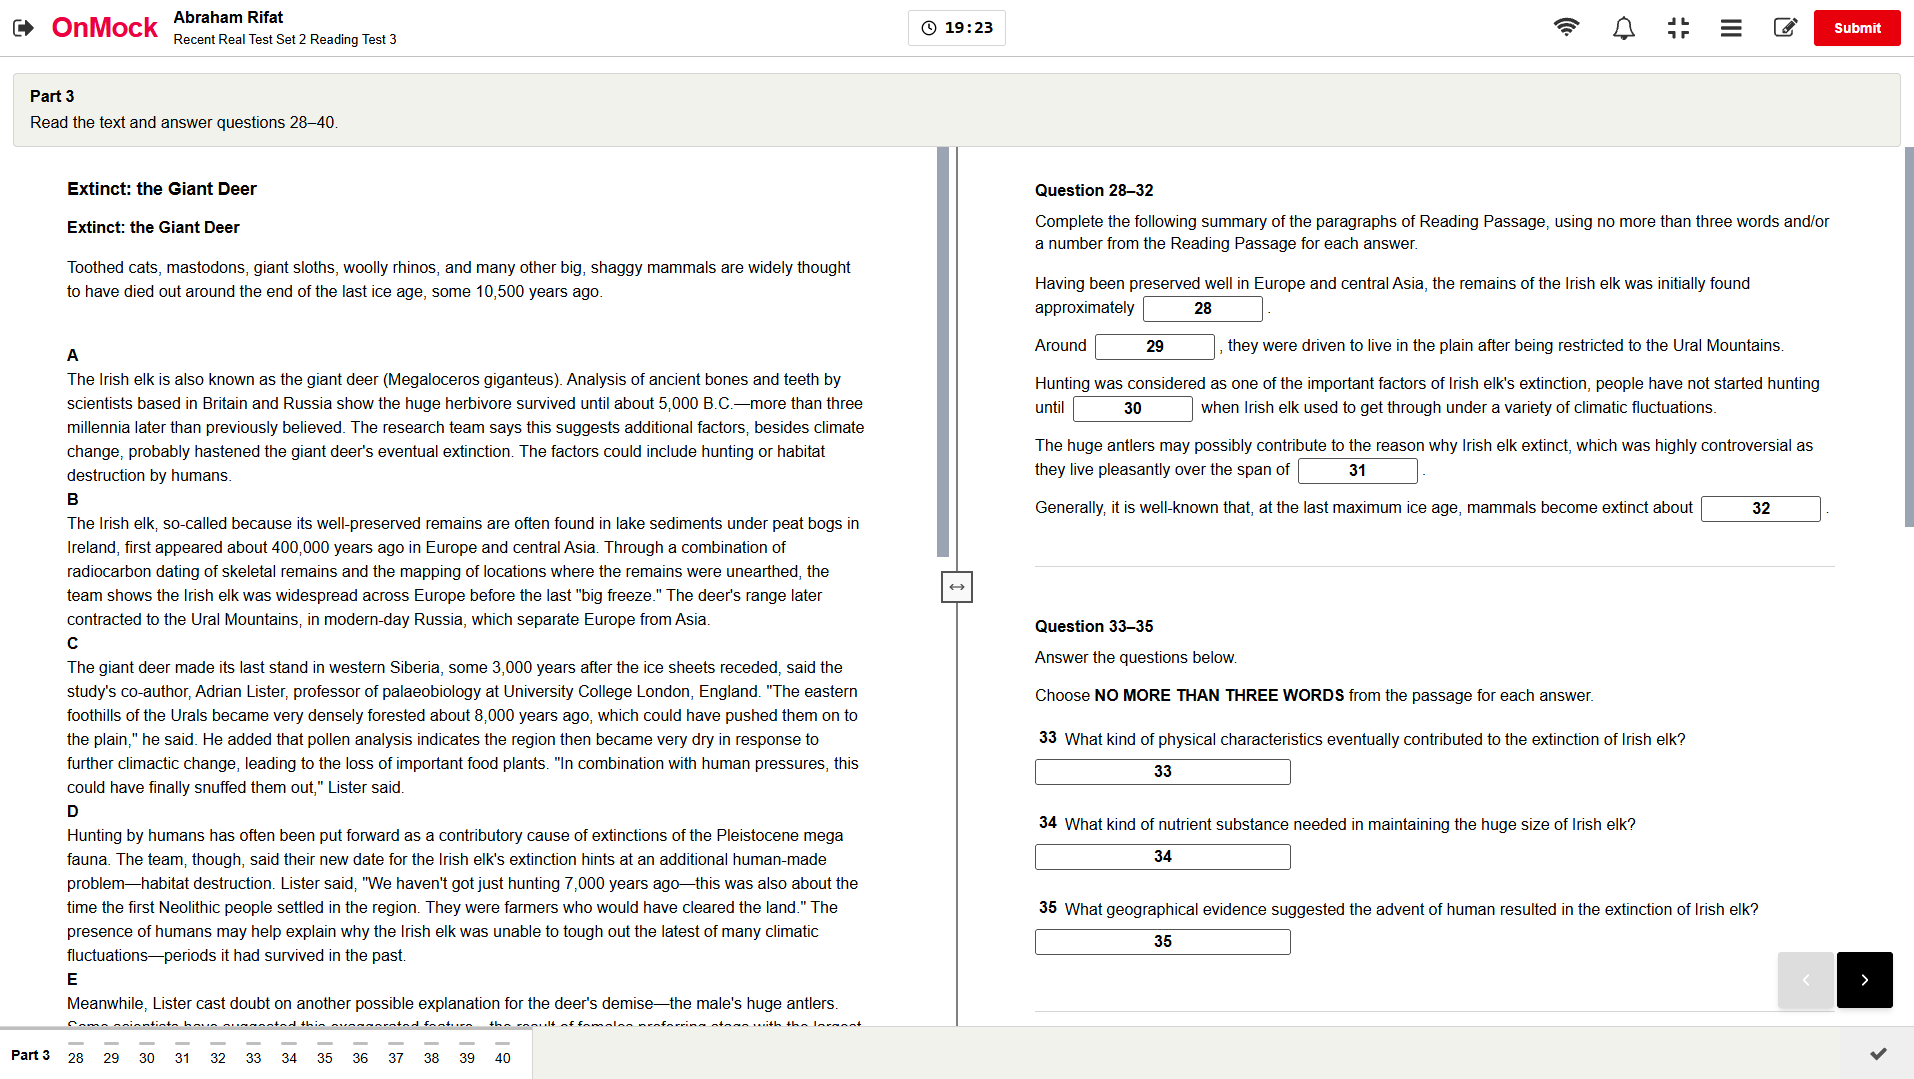 OnMock
Abraham Rifat
Recent Real Test Set 2 Reading Test 3
19:23
Submit
Part 3
Read the text and answer questions 28–40.
Extinct: the Giant Deer
Extinct: the Giant Deer
Toothed cats, mastodons, giant sloths, woolly rhinos, and many other big, shaggy mammals are widely thought
to have died out around the end of the last ice age, some 10,500 years ago.
A
The Irish elk is also known as the giant deer (Megaloceros giganteus). Analysis of ancient bones and teeth by
scientists based in Britain and Russia show the huge herbivore survived until about 5,000 B.C.—more than three
millennia later than previously believed. The research team says this suggests additional factors, besides climate
change, probably hastened the giant deer's eventual extinction. The factors could include hunting or habitat
destruction by humans.
B
The Irish elk, so-called because its well-preserved remains are often found in lake sediments under peat bogs in
Ireland, first appeared about 400,000 years ago in Europe and central Asia. Through a combination of
radiocarbon dating of skeletal remains and the mapping of locations where the remains were unearthed, the
team shows the Irish elk was widespread across Europe before the last "big freeze." The deer's range later
contracted to the Ural Mountains, in modern-day Russia, which separate Europe from Asia.
C
The giant deer made its last stand in western Siberia, some 3,000 years after the ice sheets receded, said the
study's co-author, Adrian Lister, professor of palaeobiology at University College London, England. "The eastern
foothills of the Urals became very densely forested about 8,000 years ago, which could have pushed them on to
the plain," he said. He added that pollen analysis indicates the region then became very dry in response to
further climactic change, leading to the loss of important food plants. "In combination with human pressures, this
could have finally snuffed them out," Lister said.
D
Hunting by humans has often been put forward as a contributory cause of extinctions of the Pleistocene mega
fauna. The team, though, said their new date for the Irish elk's extinction hints at an additional human-made
problem—habitat destruction. Lister said, "We haven't got just hunting 7,000 years ago—this was also about the
time the first Neolithic people settled in the region. They were farmers who would have cleared the land." The
presence of humans may help explain why the Irish elk was unable to tough out the latest of many climatic
fluctuations—periods it had survived in the past.
E
Meanwhile, Lister cast doubt on another possible explanation for the deer's demise—the male's huge antlers.
Some scientists have suggested this exaggerated feature—the result of females preferring stags with the largest
Question 28–32
Complete the following summary of the paragraphs of Reading Passage, using no more than three words and/or
a number from the Reading Passage for each answer.
Having been preserved well in Europe and central Asia, the remains of the Irish elk was initially found
approximately 28 .
Around 29 , they were driven to live in the plain after being restricted to the Ural Mountains.
Hunting was considered as one of the important factors of Irish elk's extinction, people have not started hunting
until 30 when Irish elk used to get through under a variety of climatic fluctuations.
The huge antlers may possibly contribute to the reason why Irish elk extinct, which was highly controversial as
they live pleasantly over the span of 31 .
Generally, it is well-known that, at the last maximum ice age, mammals become extinct about 32 .
Question 33–35
Answer the questions below.
Choose NO MORE THAN THREE WORDS from the passage for each answer.
33 What kind of physical characteristics eventually contributed to the extinction of Irish elk?
33
34 What kind of nutrient substance needed in maintaining the huge size of Irish elk?
34
35 What geographical evidence suggested the advent of human resulted in the extinction of Irish elk?
35
Part 3 28 29 30 31 32 33 34 35 36 37 38 39 40